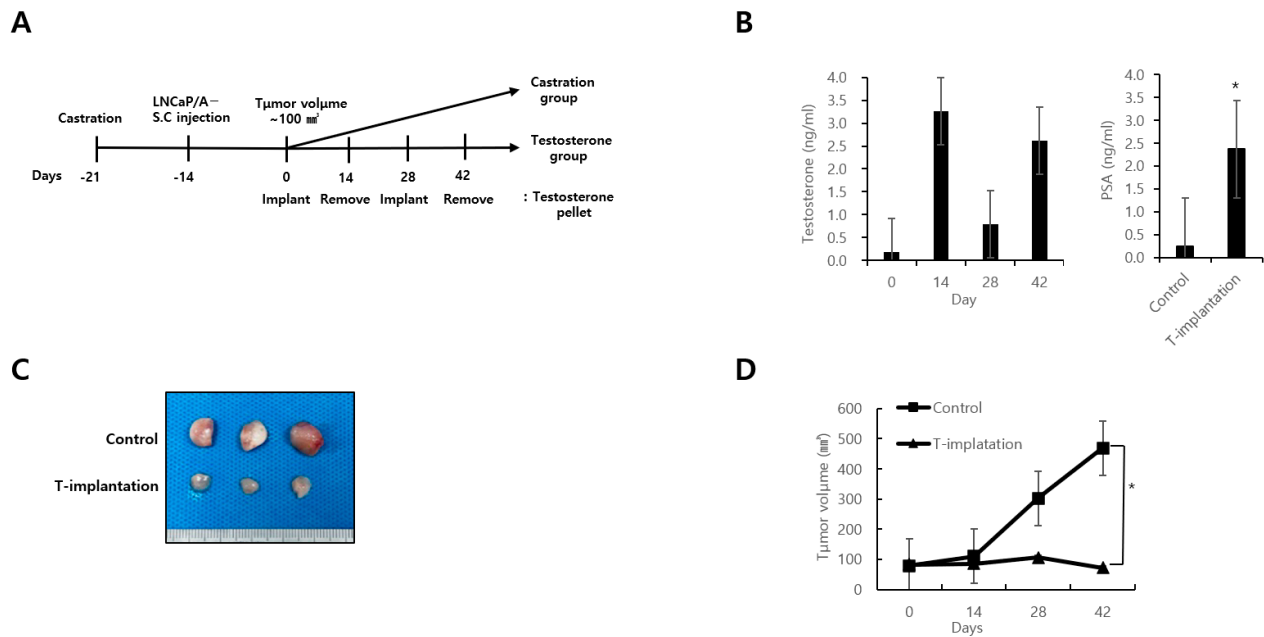 A
LNCaP/A−
S.C injection
Tμmor volμme
~100 ㎣
Castration
Castration
group
Testosterone
group
Days
-21
-14
0
14
28
42
Implant
Remove
Implant
Remove
: Testosterone
pellet
B
Testosterone (ng/ml)
4.0
3.5
3.0
2.5
2.0
1.5
1.0
0.5
0.0
0
14
28
42
Day
PSA (ng/ml)
4.0
3.5
3.0
2.5
2.0
1.5
1.0
0.5
0.0
*
Control
T-implantation
C
Control
T-implantation
D
Tμmor volμme (㎣)
600
500
400
300
200
100
0
Control
T-implatation
*
0
14
28
42
Days